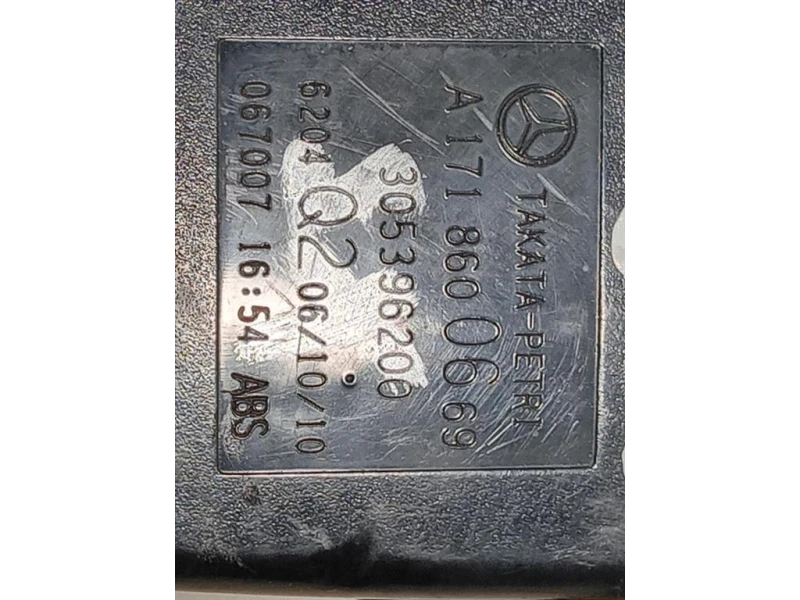 TAKATA-PETRI
A 171 860 06 69
305396200
6204 Q2 06/10/10
067007 16:54 ABS